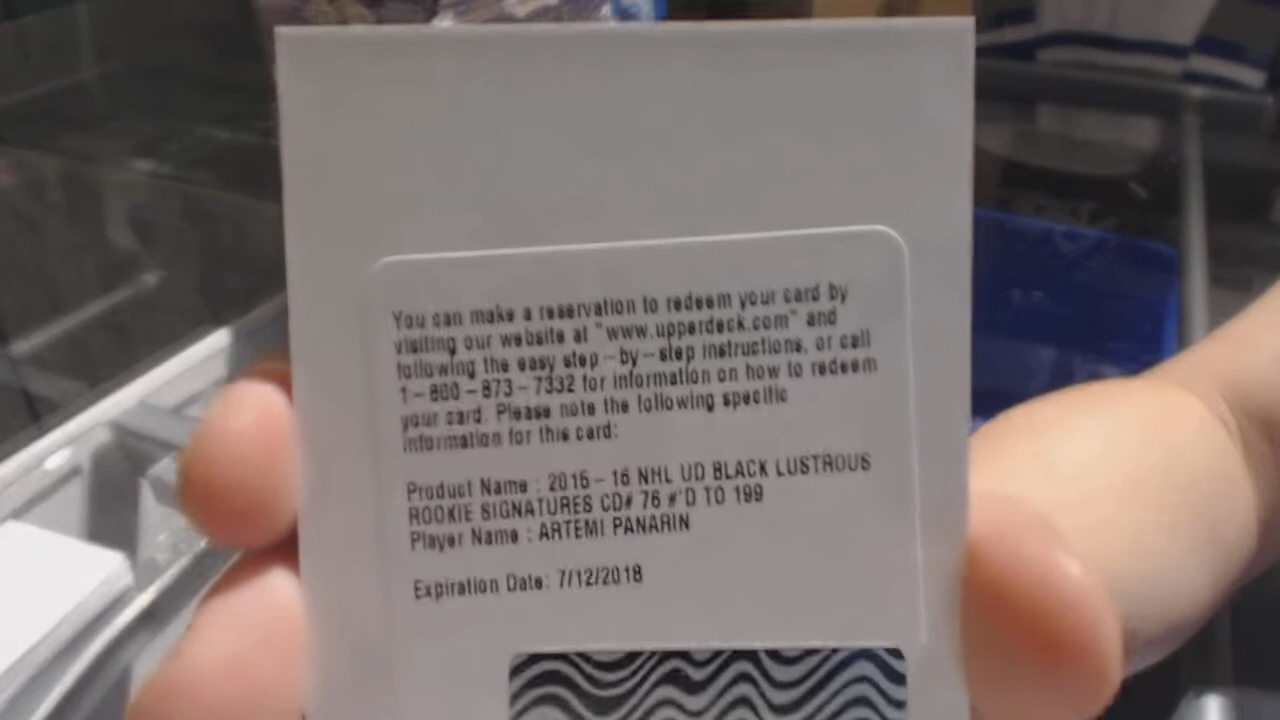 You can make a reservation to redeem your card by
visiting our website at "www.upperdeck.com" and
following the easy step-by-step instructions, or call
1-800-873-7332 for information on how to redeem
your card. Please note the following specific
information for this card:
Product Name : 2015-16 NHL UD BLACK LUSTROUS
ROOKIE SIGNATURES CD# 76 #'D TO 199
Player Name : ARTEMI PANARIN
Expiration Date: 7/12/2018